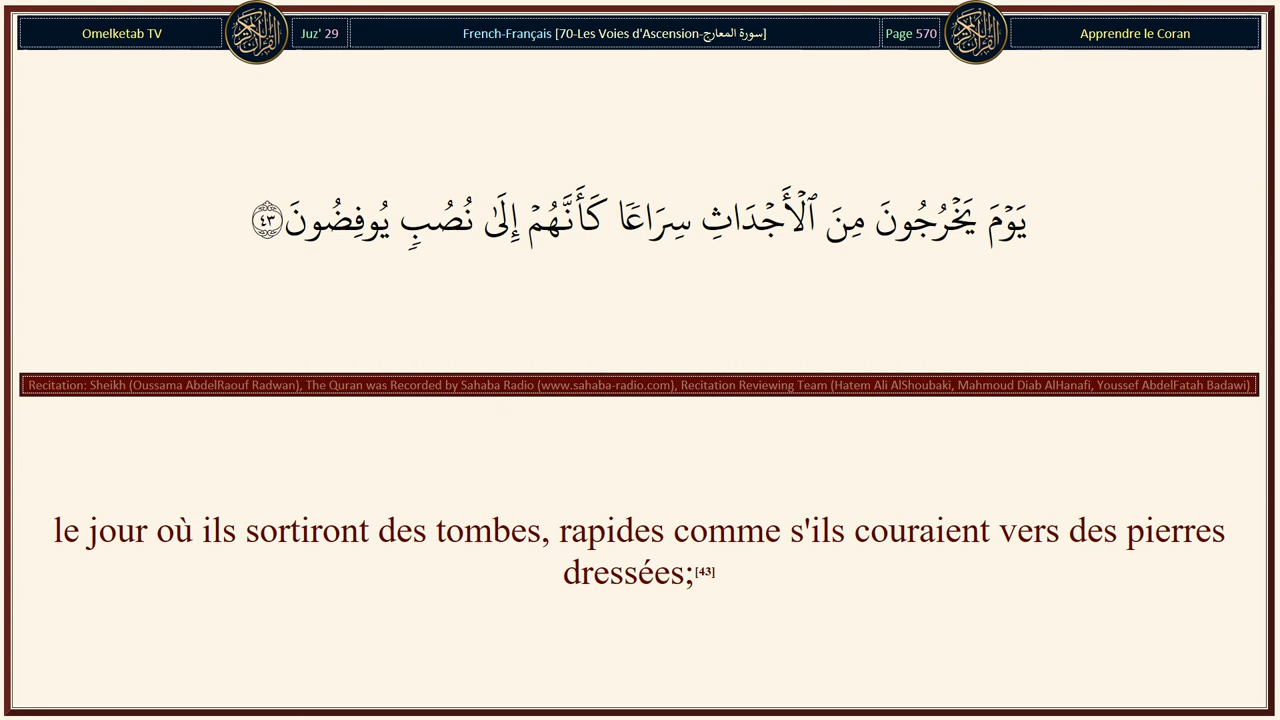 Omelketab TV
Juz' 29
French-Français [70-Les Voies d'Ascension-سورة المعارج]
Page 570
Apprendre le Coran
يَوۡمَ يَخۡرُجُونَ مِنَ ٱلۡأَجۡدَاثِ سِرَاعٗا كَأَنَّهُمۡ إِلَىٰ نُصُبٖ يُوفِضُونَ ٤٣
Recitation: Sheikh (Oussama AbdelRaouf Radwan), The Quran was Recorded by Sahaba Radio (www.sahaba-radio.com), Recitation Reviewing Team (Hatem Ali AlShoubaki, Mahmoud Diab AlHanafi, Youssef AbdelFatah Badawi)
le jour où ils sortiront des tombes, rapides comme s'ils couraient vers des pierres
dressées;[43]